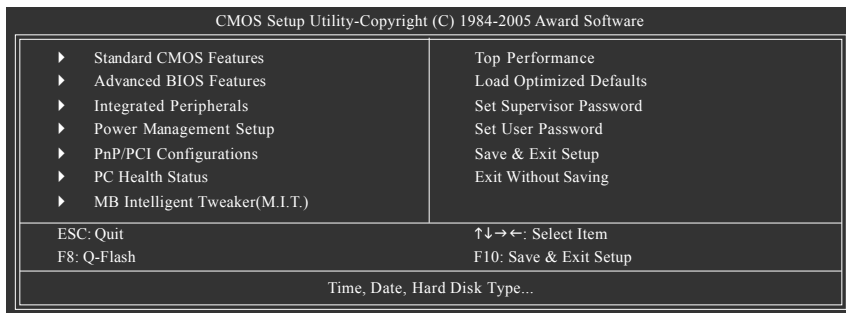 CMOS Setup Utility-Copyright (C) 1984-2005 Award Software
Standard CMOS Features
Advanced BIOS Features
Integrated Peripherals
Power Management Setup
PnP/PCI Configurations
PC Health Status
MB Intelligent Tweaker(M.I.T.)
Top Performance
Load Optimized Defaults
Set Supervisor Password
Set User Password
Save & Exit Setup
Exit Without Saving
ESC: Quit
↑↓→←: Select Item
F8: Q-Flash
F10: Save & Exit Setup
Time, Date, Hard Disk Type...